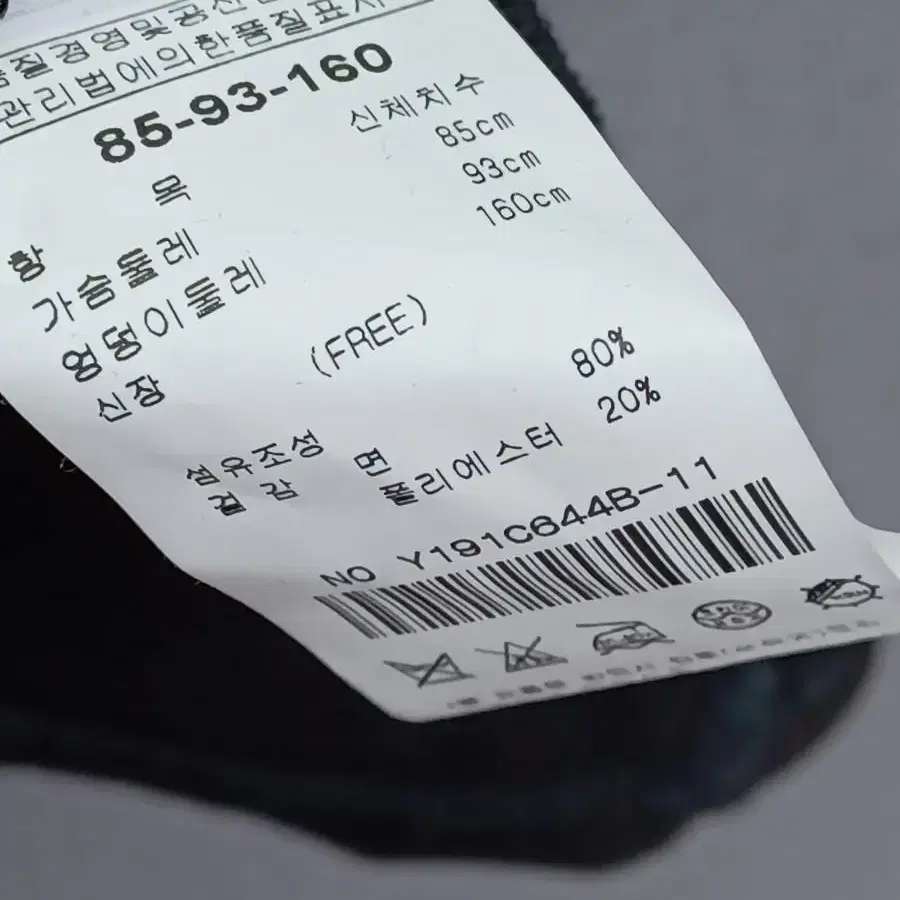 품질경영및공산
관리법에의한품질표시
85-93-160
항 목 신체치수
가슴둘레 85cm
엉덩이둘레 93cm
신장 160cm
(FREE)
섬유조성
겉 감 면 80%
폴리에스터 20%
NO Y191C644B-11